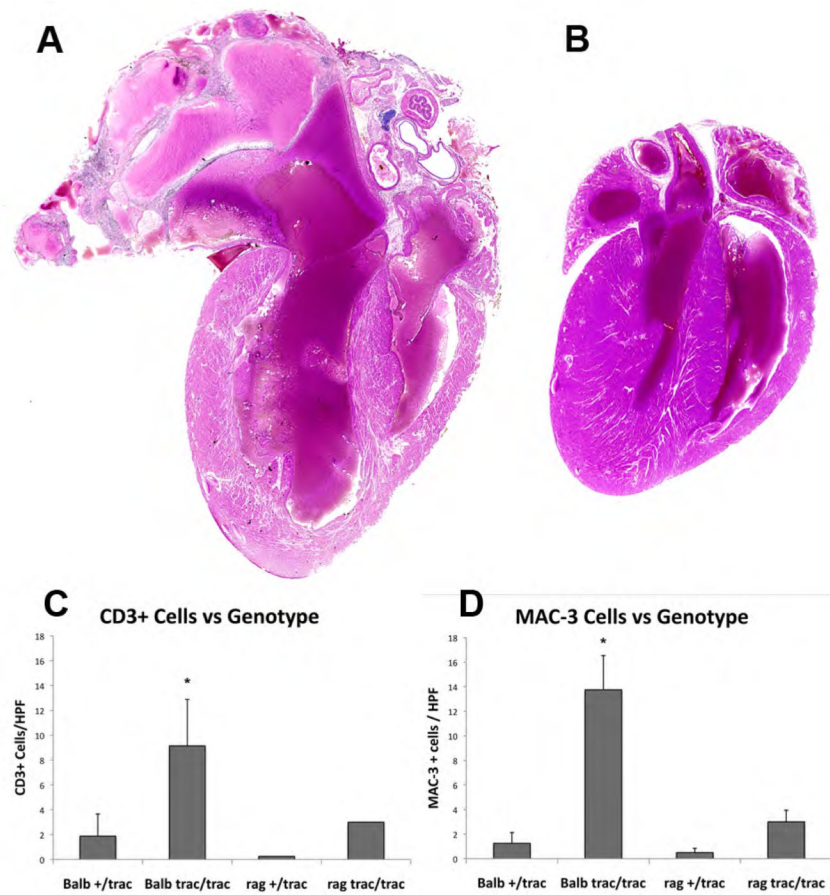 A
B
C
CD3+ Cells vs Genotype
18
16
14
12
10
8
6
4
2
0
CD3+ Cells/HPF
*
Balb +/trac
Balb trac/trac
rag +/trac
rag trac/trac
D
MAC-3 Cells vs Genotype
18
16
14
12
10
8
6
4
2
0
MAC-3 + cells / HPF
*
Balb +/trac
Balb trac/trac
rag +/trac
rag trac/trac